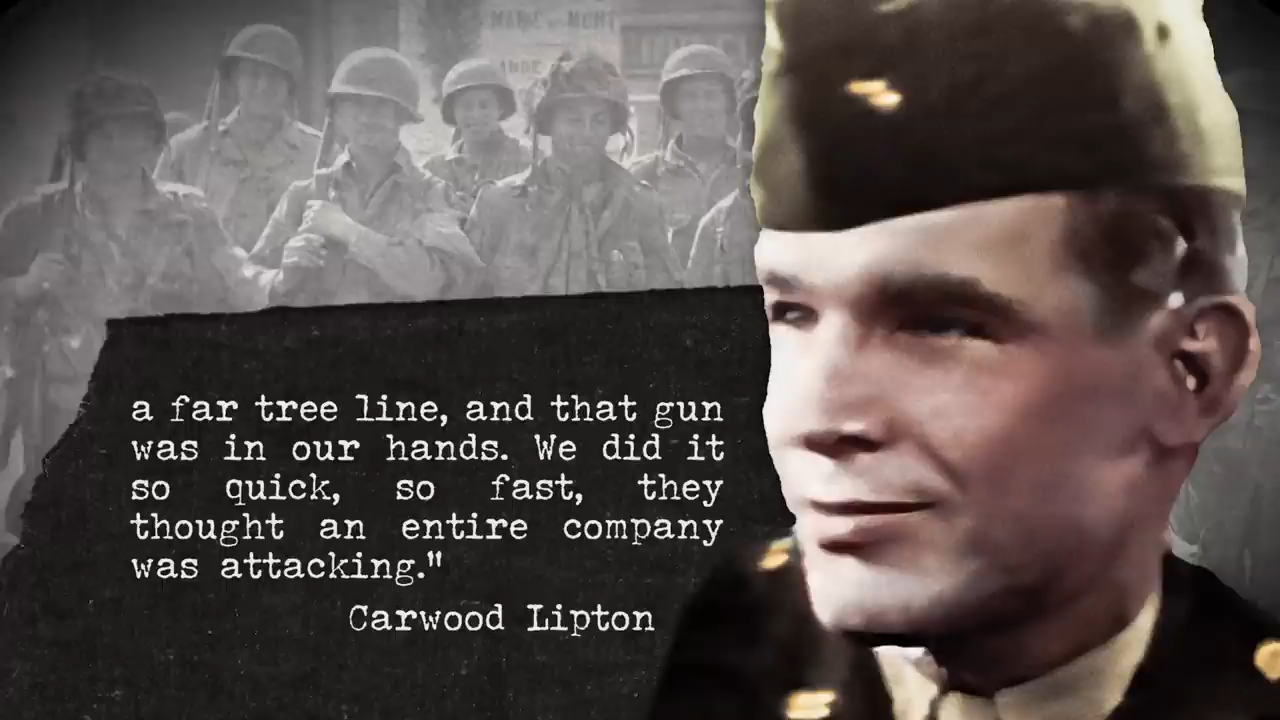 a far tree line, and that gun
was in our hands. We did it
so quick, so fast, they
thought an entire company
was attacking."
Carwood Lipton